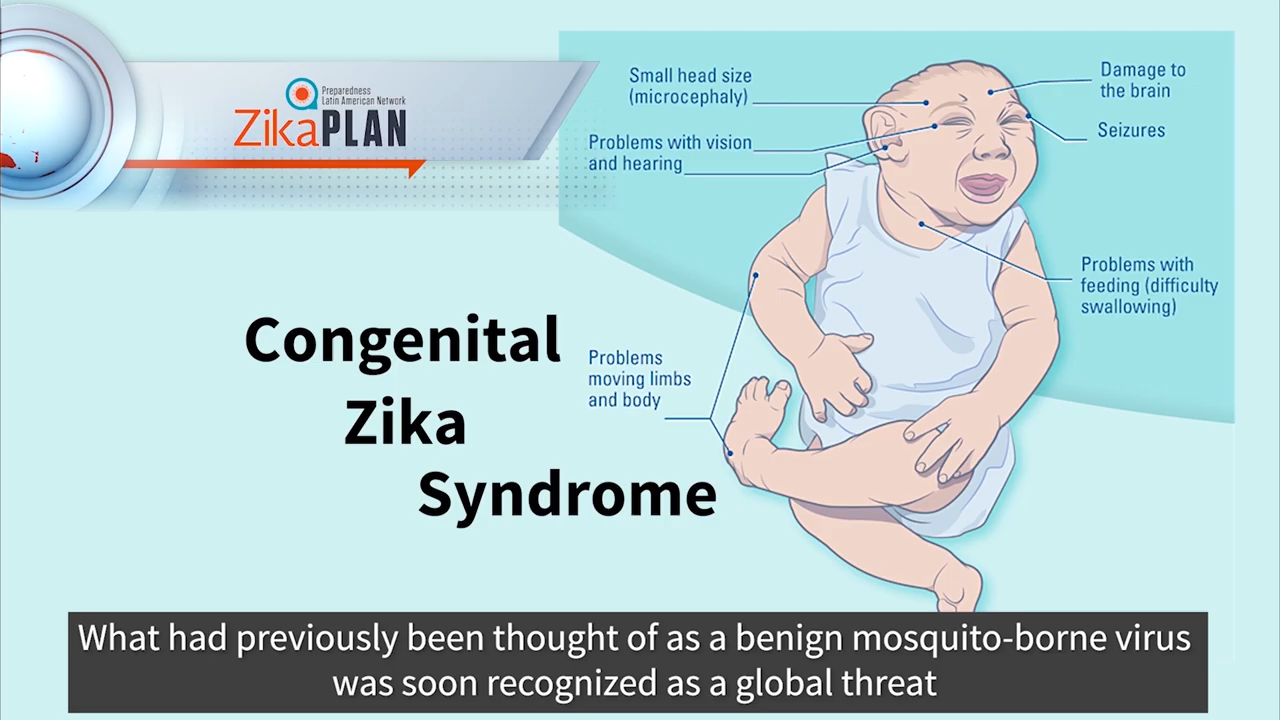 Preparedness
Latin American Network
ZikaPLAN
Small head size
(microcephaly)
Problems with vision
and hearing
Damage to
the brain
Seizures
Problems with
feeding (difficulty
swallowing)
Problems
moving limbs
and body
Congenital
Zika
Syndrome
What had previously been thought of as a benign mosquito-borne virus
was soon recognized as a global threat